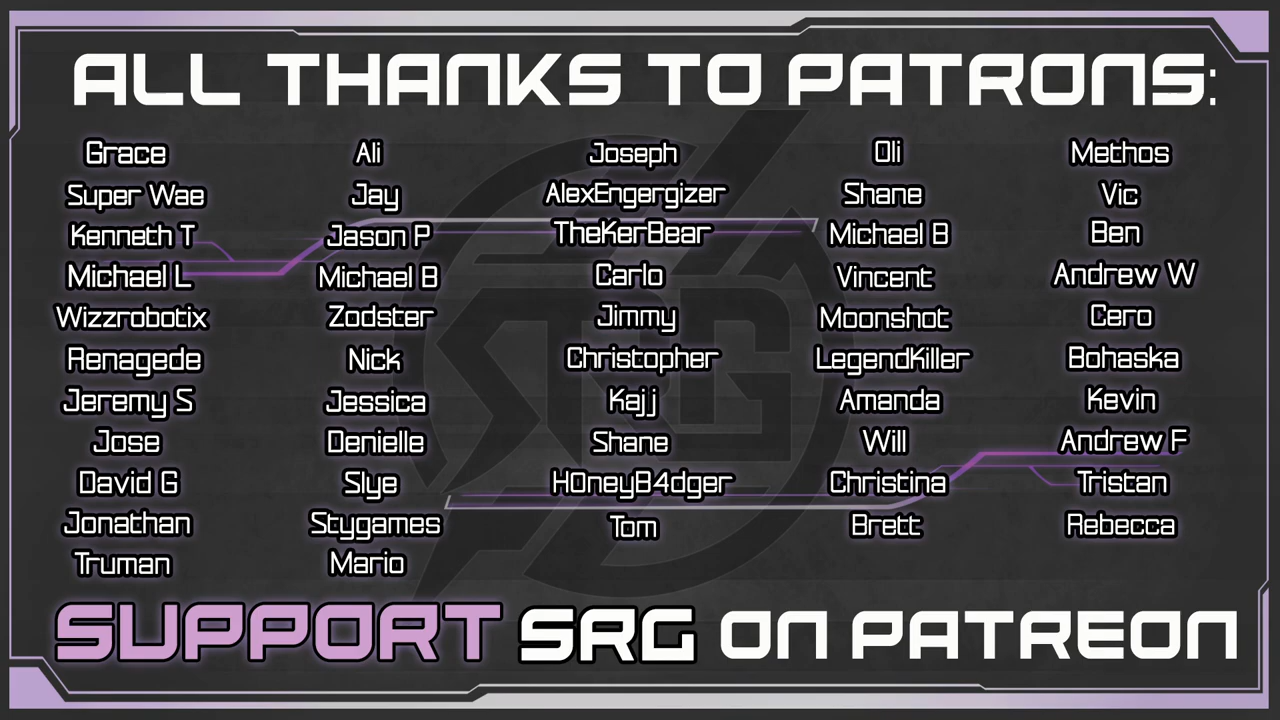 ALL THANKS TO PATRONS:
Grace Ali Joseph Oli Methos
Super Wae Jay AlexEngergizer Shane Vic
Kenneth T Jason P TheKerBear Michael B Ben
Michael L Michael B Carlo Vincent Andrew W
Wizzrobotix Zodster Jimmy Moonshot Cero
Renagede Nick Christopher LegendKiller Bohaska
Jeremy S Jessica Kajj Amanda Kevin
Jose Denielle Shane Will Andrew F
David G Slye H0neyB4dger Christina Tristan
Jonathan Stygames Tom Brett Rebecca
Truman Mario
SUPPORT SRG ON PATREON